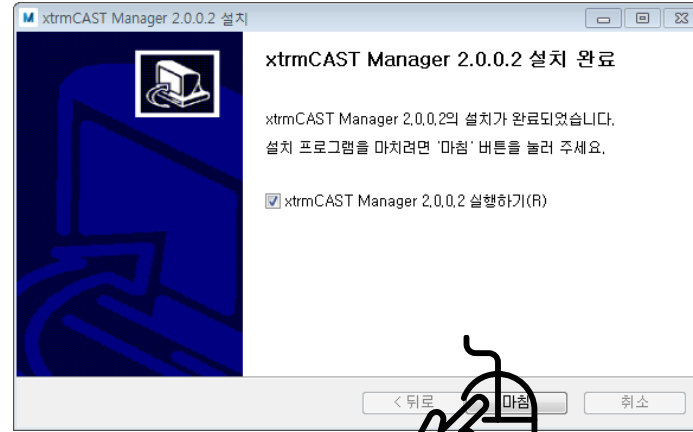 xtrmCAST Manager 2.0.0.2 설치
xtrmCAST Manager 2.0.0.2 설치 완료
xtrmCAST Manager 2.0.0.2의 설치가 완료되었습니다.
설치 프로그램을 마치려면 '마침' 버튼을 눌러 주세요.
xtrmCAST Manager 2.0.0.2 실행하기(R)
< 뒤로 마침 취소